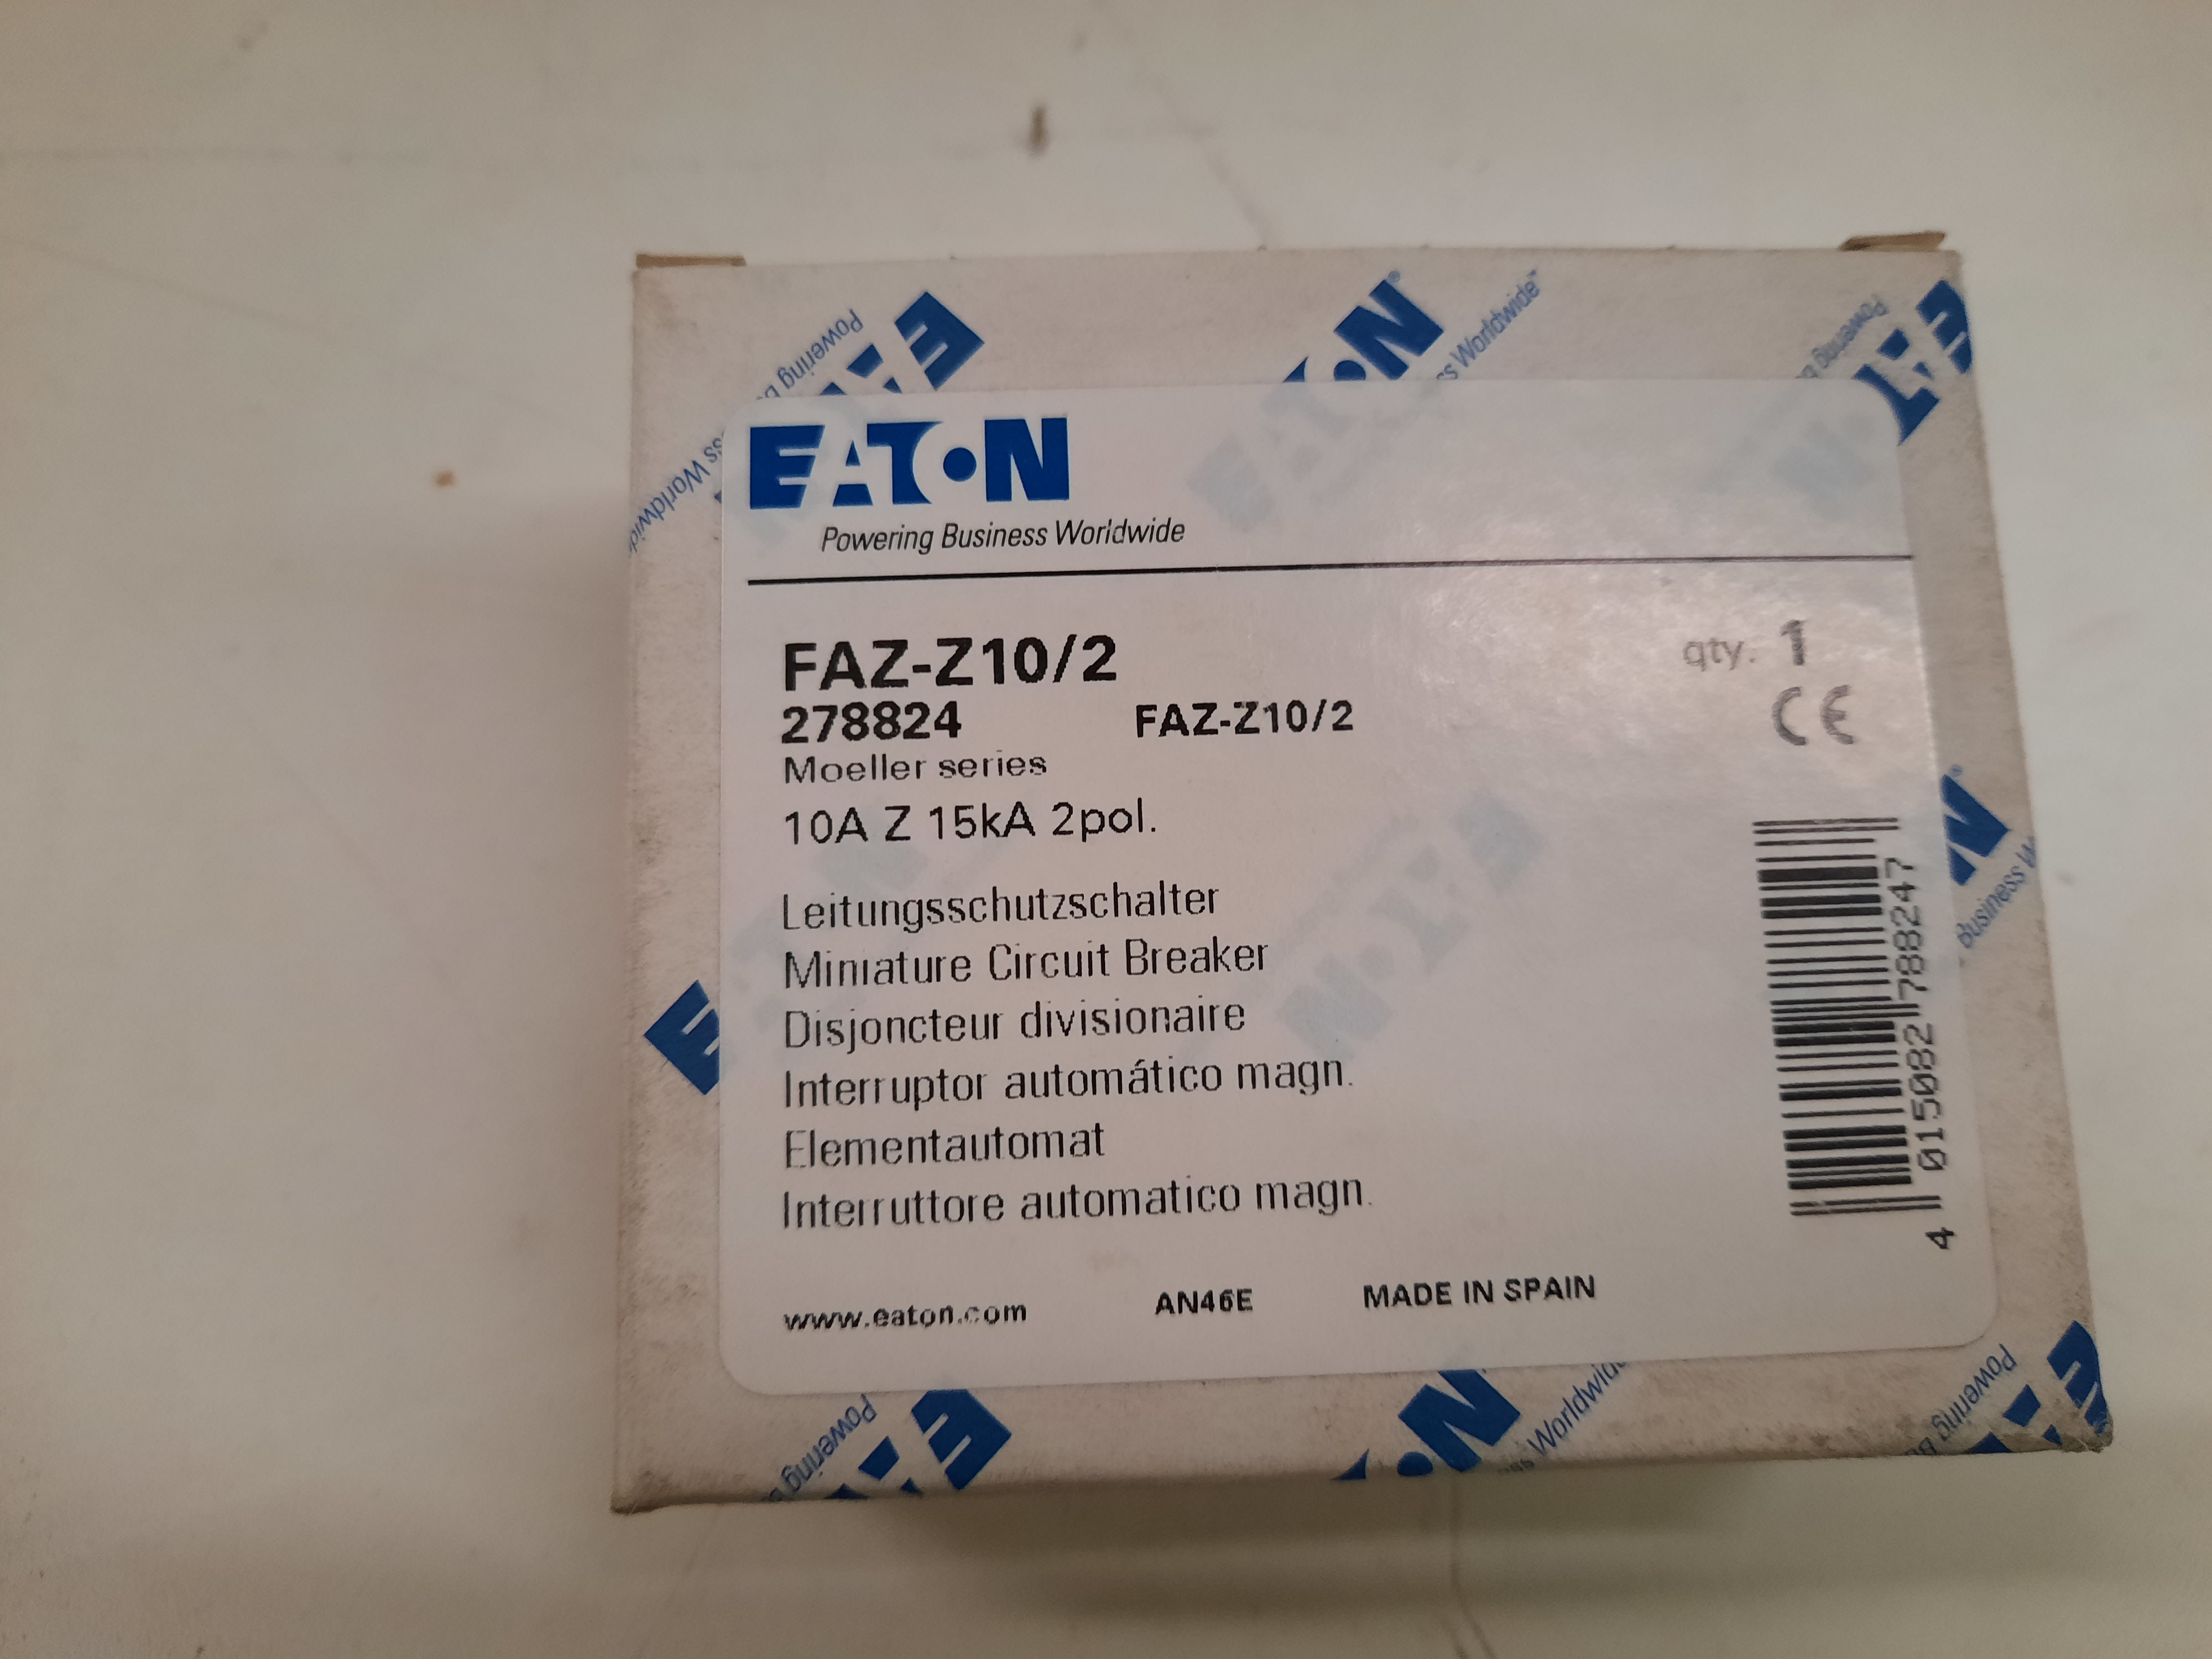 EATON
Powering Business Worldwide
FAZ-Z10/2
qty. 1
278824 FAZ-Z10/2
CE
Moeller series
10A Z 15kA 2pol.
Leitungsschutzschalter
Miniature Circuit Breaker
Disjoncteur divisionaire
Interruptor automático magn.
Elementautomat
Interruttore automatico magn.
4 015082 788247
www.eaton.com AN46E MADE IN SPAIN